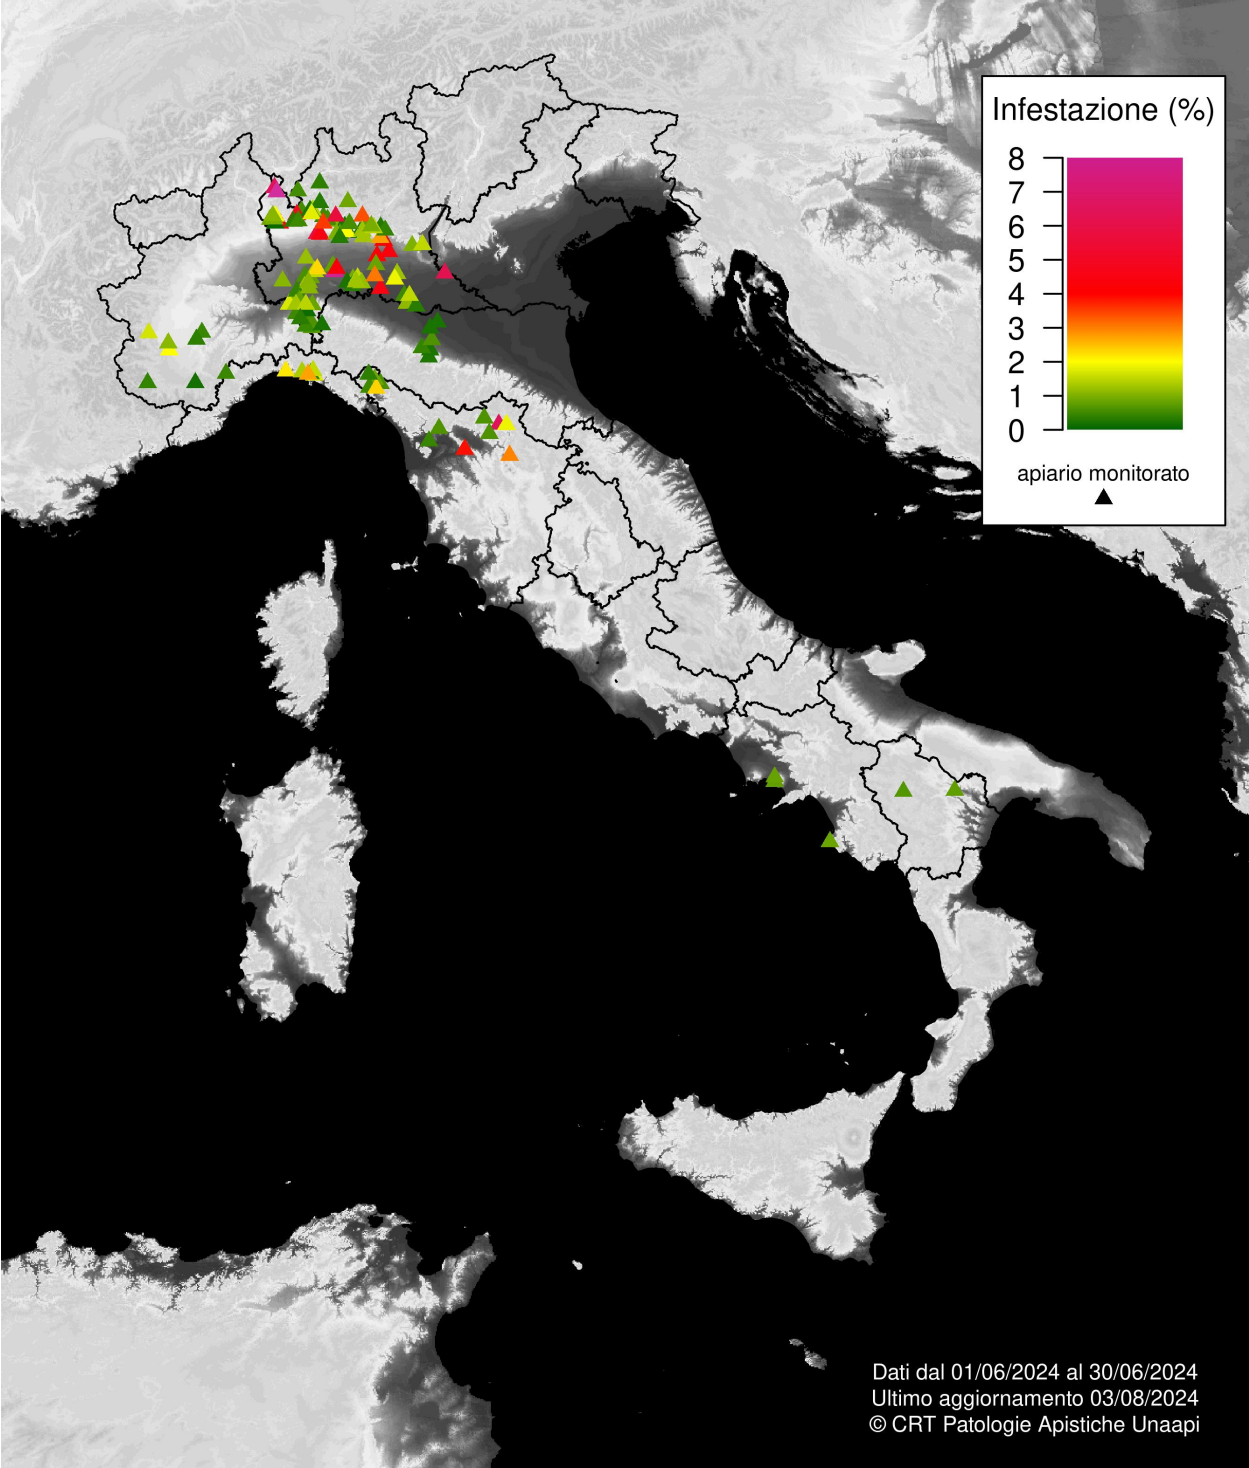 Infestazione (%)
8
7
6
5
4
3
2
1
0
apiario monitorato
Dati dal 01/06/2024 al 30/06/2024
Ultimo aggiornamento 03/08/2024
© CRT Patologie Apistiche Unaapi